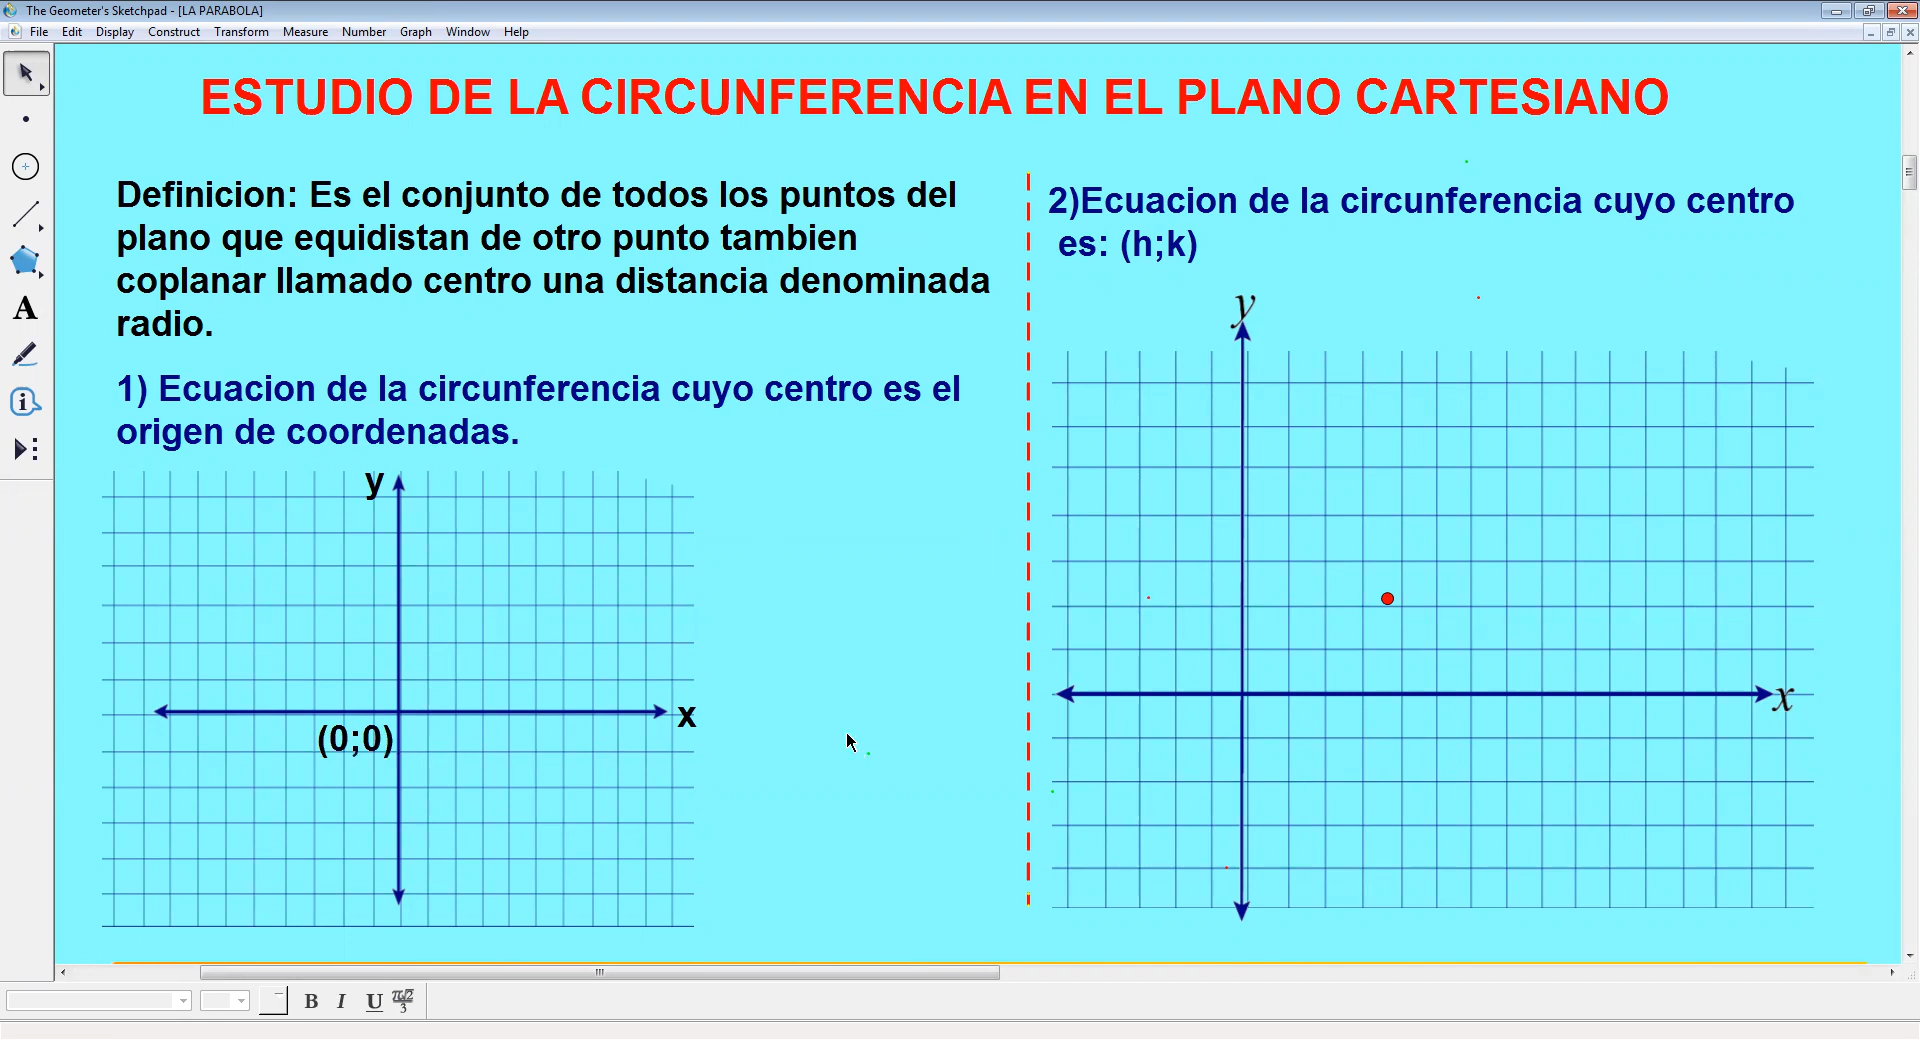 The Geometer's Sketchpad - [LA PARABOLA]
File Edit Display Construct Transform Measure Number Graph Window Help
ESTUDIO DE LA CIRCUNFERENCIA EN EL PLANO CARTESIANO
Definicion: Es el conjunto de todos los puntos del
plano que equidistan de otro punto tambien
coplanar llamado centro una distancia denominada
radio.
1) Ecuacion de la circunferencia cuyo centro es el
origen de coordenadas.
y
x
(0;0)
2)Ecuacion de la circunferencia cuyo centro
es: (h;k)
y
x
A
B I U